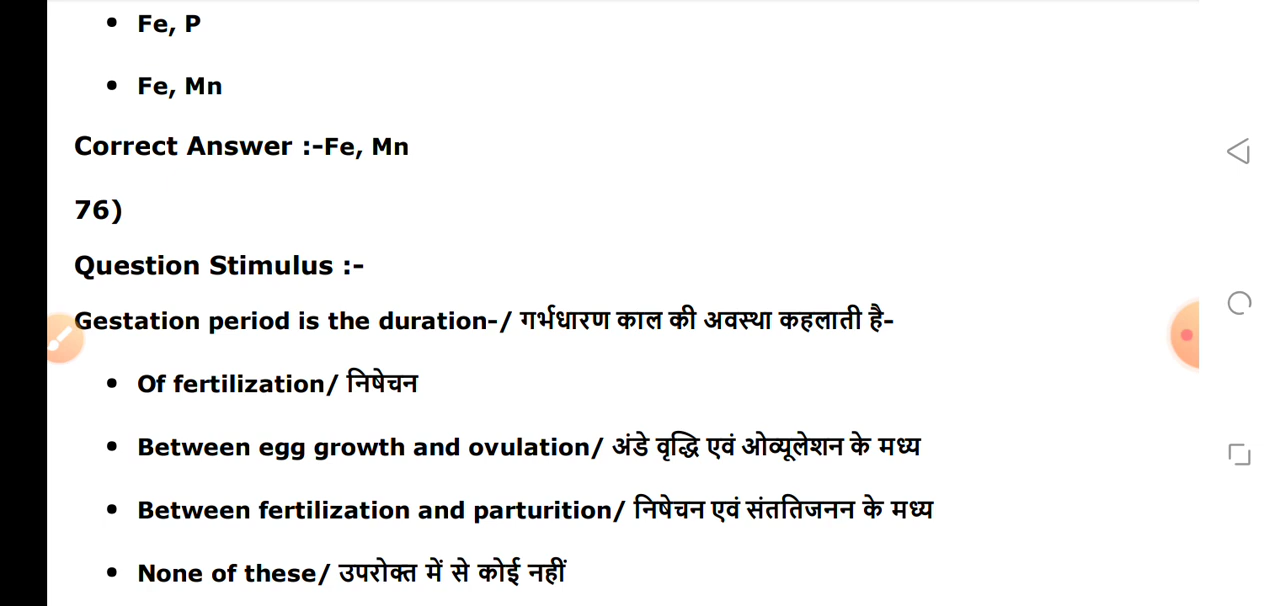 • Fe, P
• Fe, Mn
Correct Answer :-Fe, Mn
76)
Question Stimulus :-
Gestation period is the duration-/ गर्भधारण काल की अवस्था कहलाती है-
• Of fertilization/ निषेचन
• Between egg growth and ovulation/ अंडे वृद्धि एवं ओव्यूलेशन के मध्य
• Between fertilization and parturition/ निषेचन एवं संततिजनन के मध्य
• None of these/ उपरोक्त में से कोई नहीं